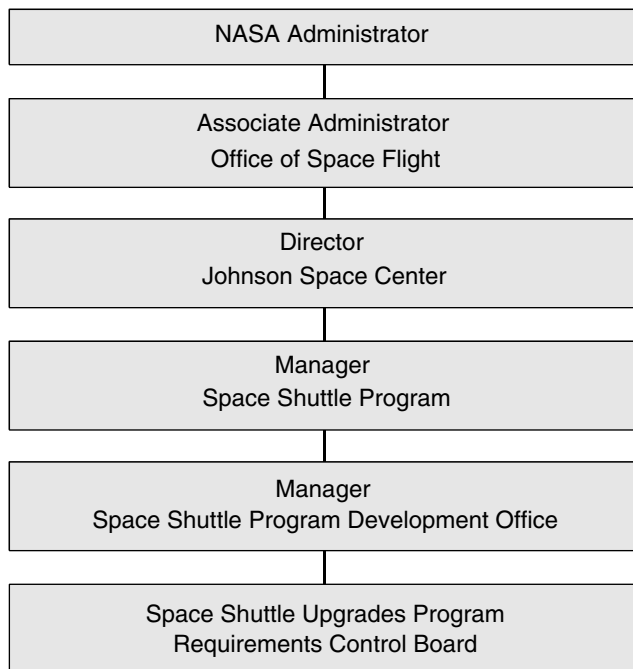 NASA Administrator
Associate Administrator
Office of Space Flight
Director
Johnson Space Center
Manager
Space Shuttle Program
Manager
Space Shuttle Program Development Office
Space Shuttle Upgrades Program
Requirements Control Board